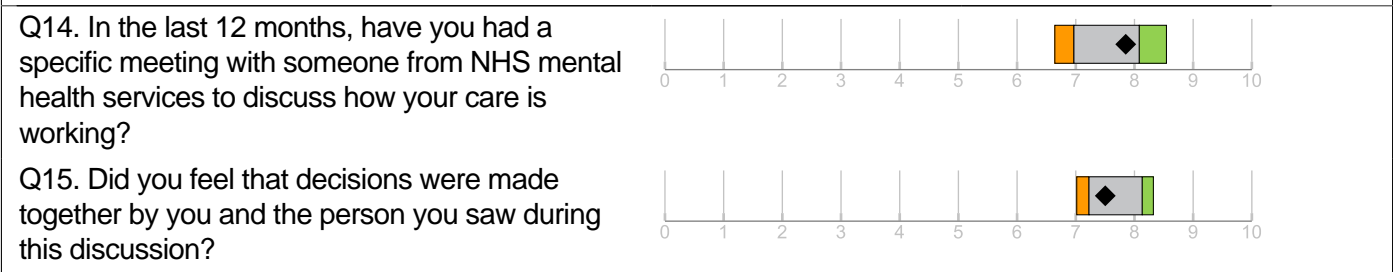 Q14. In the last 12 months, have you had a
specific meeting with someone from NHS mental
health services to discuss how your care is
working?
0 1 2 3 4 5 6 7 8 9 10
Q15. Did you feel that decisions were made
together by you and the person you saw during
this discussion?
0 1 2 3 4 5 6 7 8 9 10